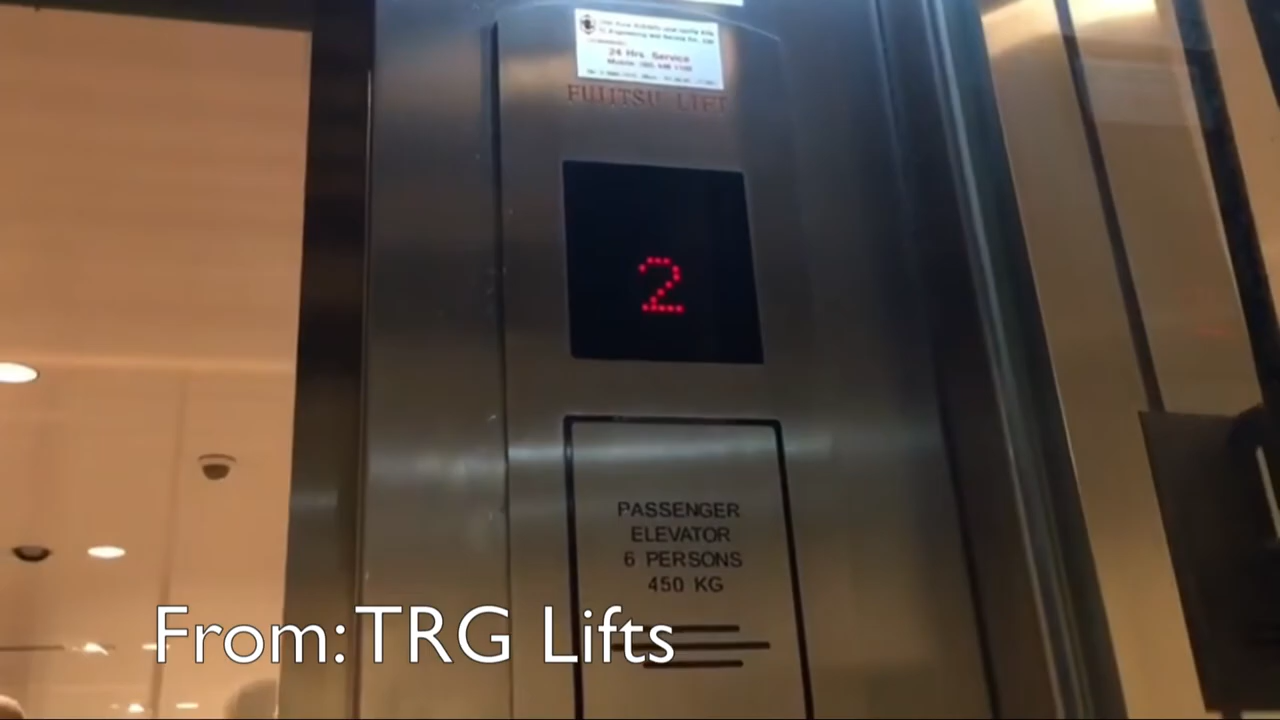 24 Hrs. Service
FUJITSU LIFT
2
PASSENGER
ELEVATOR
6 PERSONS
450 KG
From: TRG Lifts